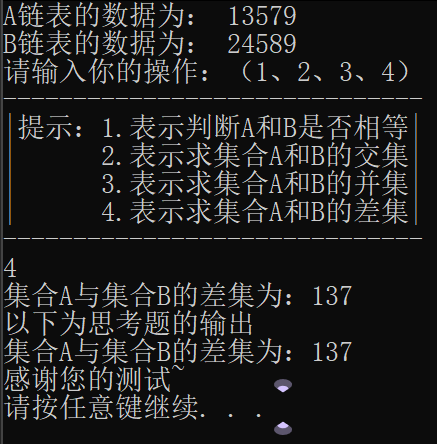 A链表的数据为： 13579
B链表的数据为： 24589
请输入你的操作：（1、2、3、4）
------------------------------
|提示：1.表示判断A和B是否相等|
2.表示求集合A和B的交集
3.表示求集合A和B的并集
4.表示求集合A和B的差集
------------------------------
4
集合A与集合B的差集为：137
以下为思考题的输出
集合A与集合B的差集为：137
感谢您的测试~
请按任意键继续. . .